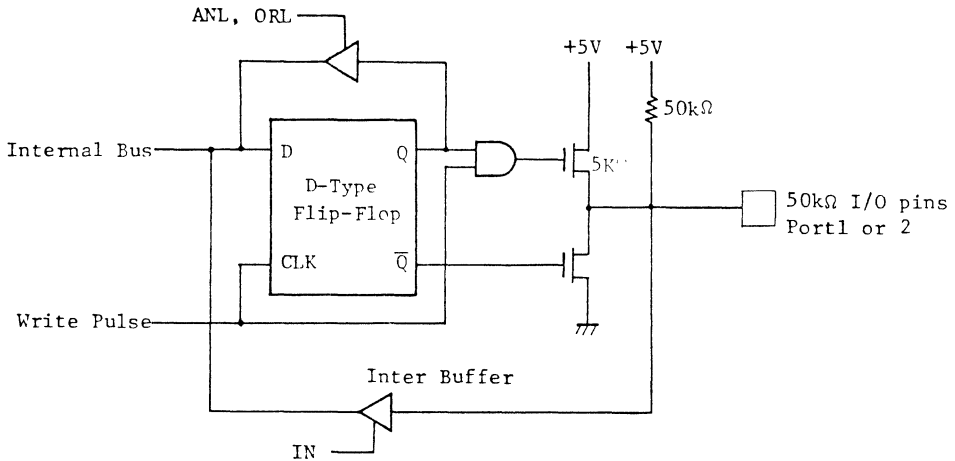 ANL, ORL
+5V
+5V
50kΩ
Internal Bus
D
Q
5K
D-Type
Flip-Flop
50kΩ I/O pins
Port1 or 2
CLK
Q̅
Write Pulse
Inter Buffer
IN